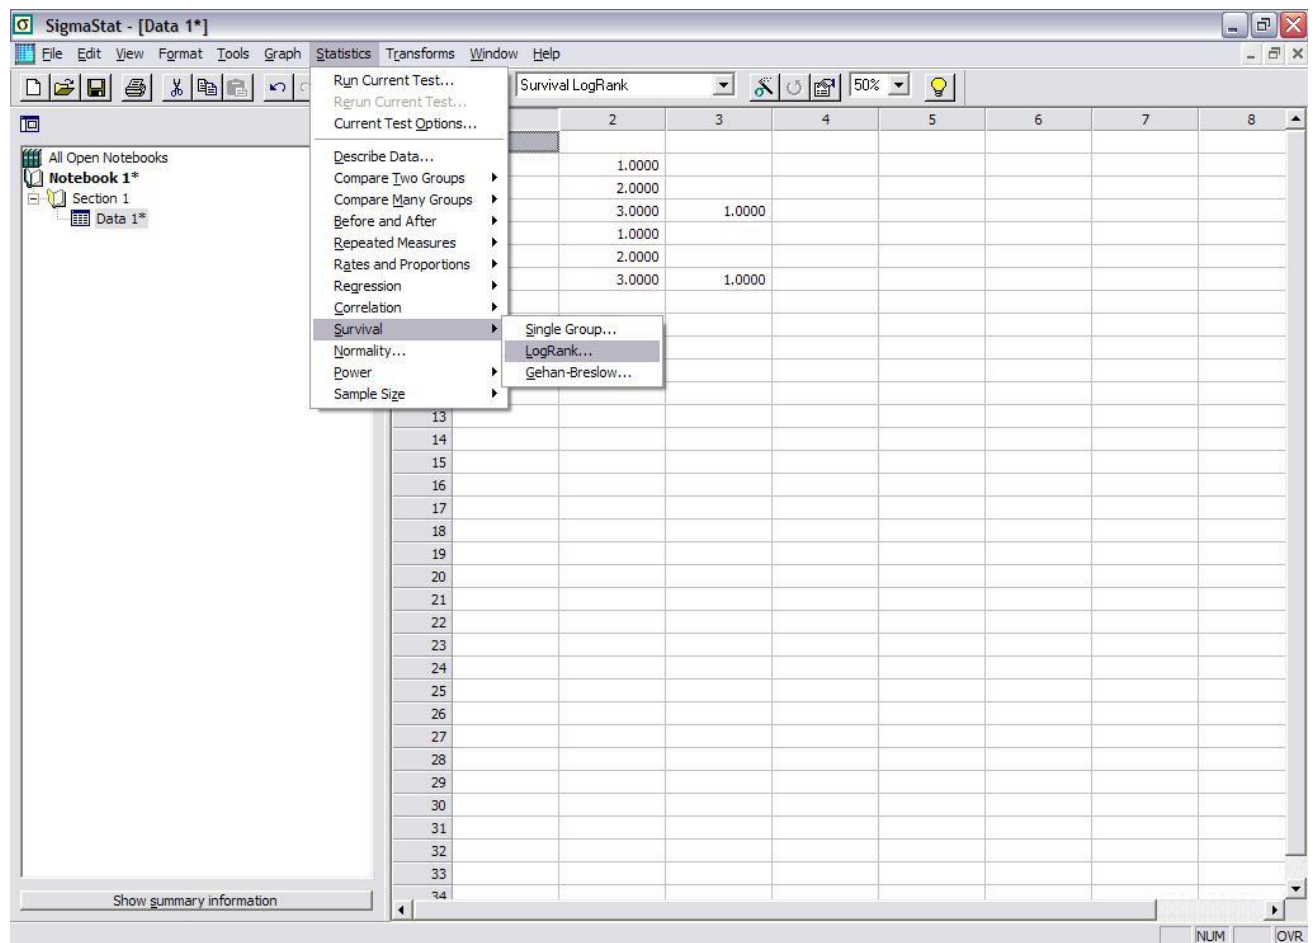 SigmaStat - [Data 1*]
File Edit View Format Tools Graph Statistics Transforms Window Help
Survival LogRank 50%
Run Current Test...
Rerun Current Test...
Current Test Options...
Describe Data...
Compare Two Groups
Compare Many Groups
Before and After
Repeated Measures
Rates and Proportions
Regression
Correlation
Survival
Normality...
Power
Sample Size
Single Group...
LogRank...
Gehan-Breslow...
All Open Notebooks
Notebook 1*
Section 1
Data 1*
Show summary information
2 3 4 5 6 7 8
1.0000
2.0000
3.0000 1.0000
1.0000
2.0000
3.0000 1.0000
13
14
15
16
17
18
19
20
21
22
23
24
25
26
27
28
29
30
31
32
33
34
NUM OVR